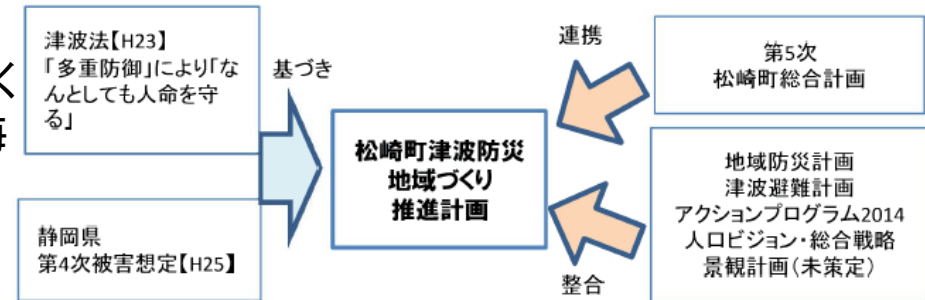 く
津波法【H23】
「多重防御」により「な
んとしても人命を守
る」
静岡県
第4次被害想定【H25】
基づき
松崎町津波防災
地域づくり
推進計画
連携
第5次
松崎町総合計画
整合
地域防災計画
津波避難計画
アクションプログラム2014
人口ビジョン・総合戦略
景観計画(未策定)